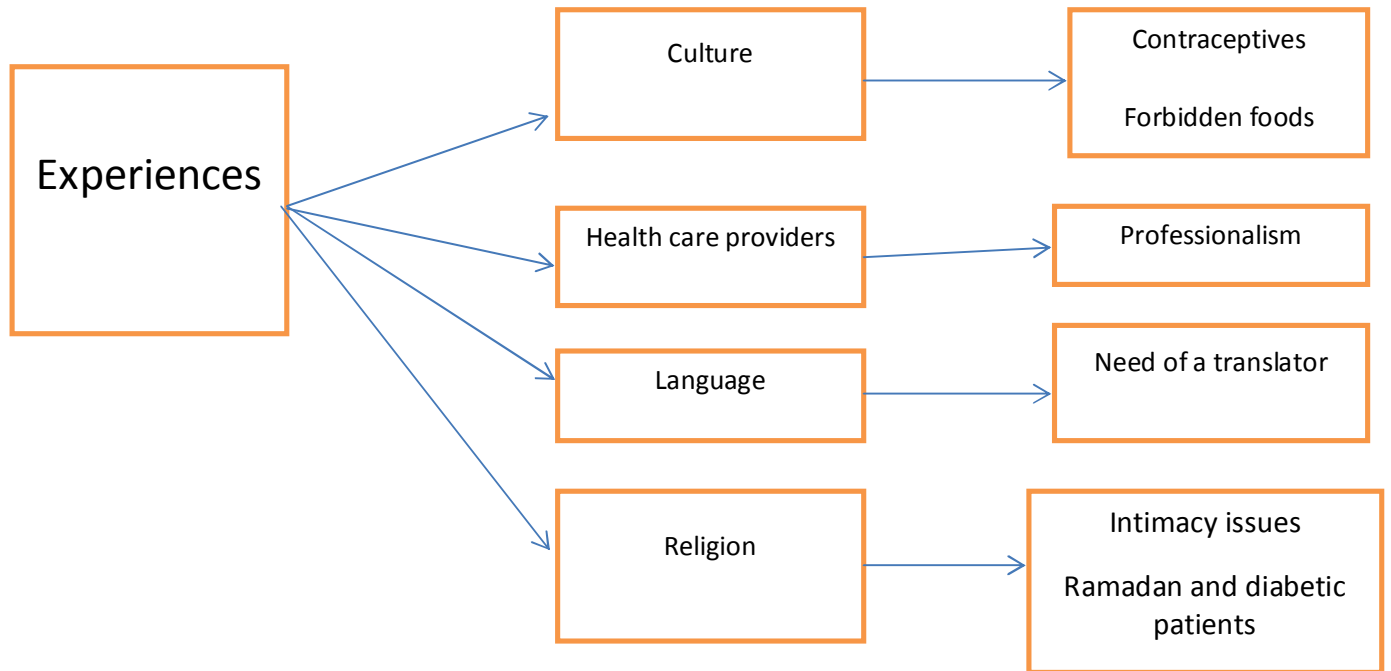 Experiences
Culture
Contraceptives
Forbidden foods
Health care providers
Professionalism
Language
Need of a translator
Religion
Intimacy issues
Ramadan and diabetic
patients